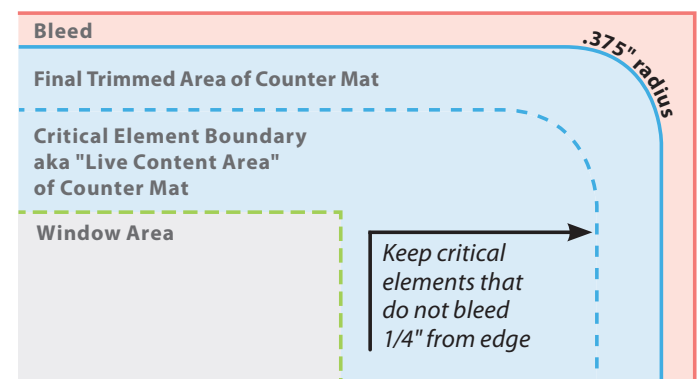 Bleed
.375" radius
Final Trimmed Area of Counter Mat
Critical Element Boundary
aka "Live Content Area"
of Counter Mat
Window Area
Keep critical
elements that
do not bleed
1/4" from edge